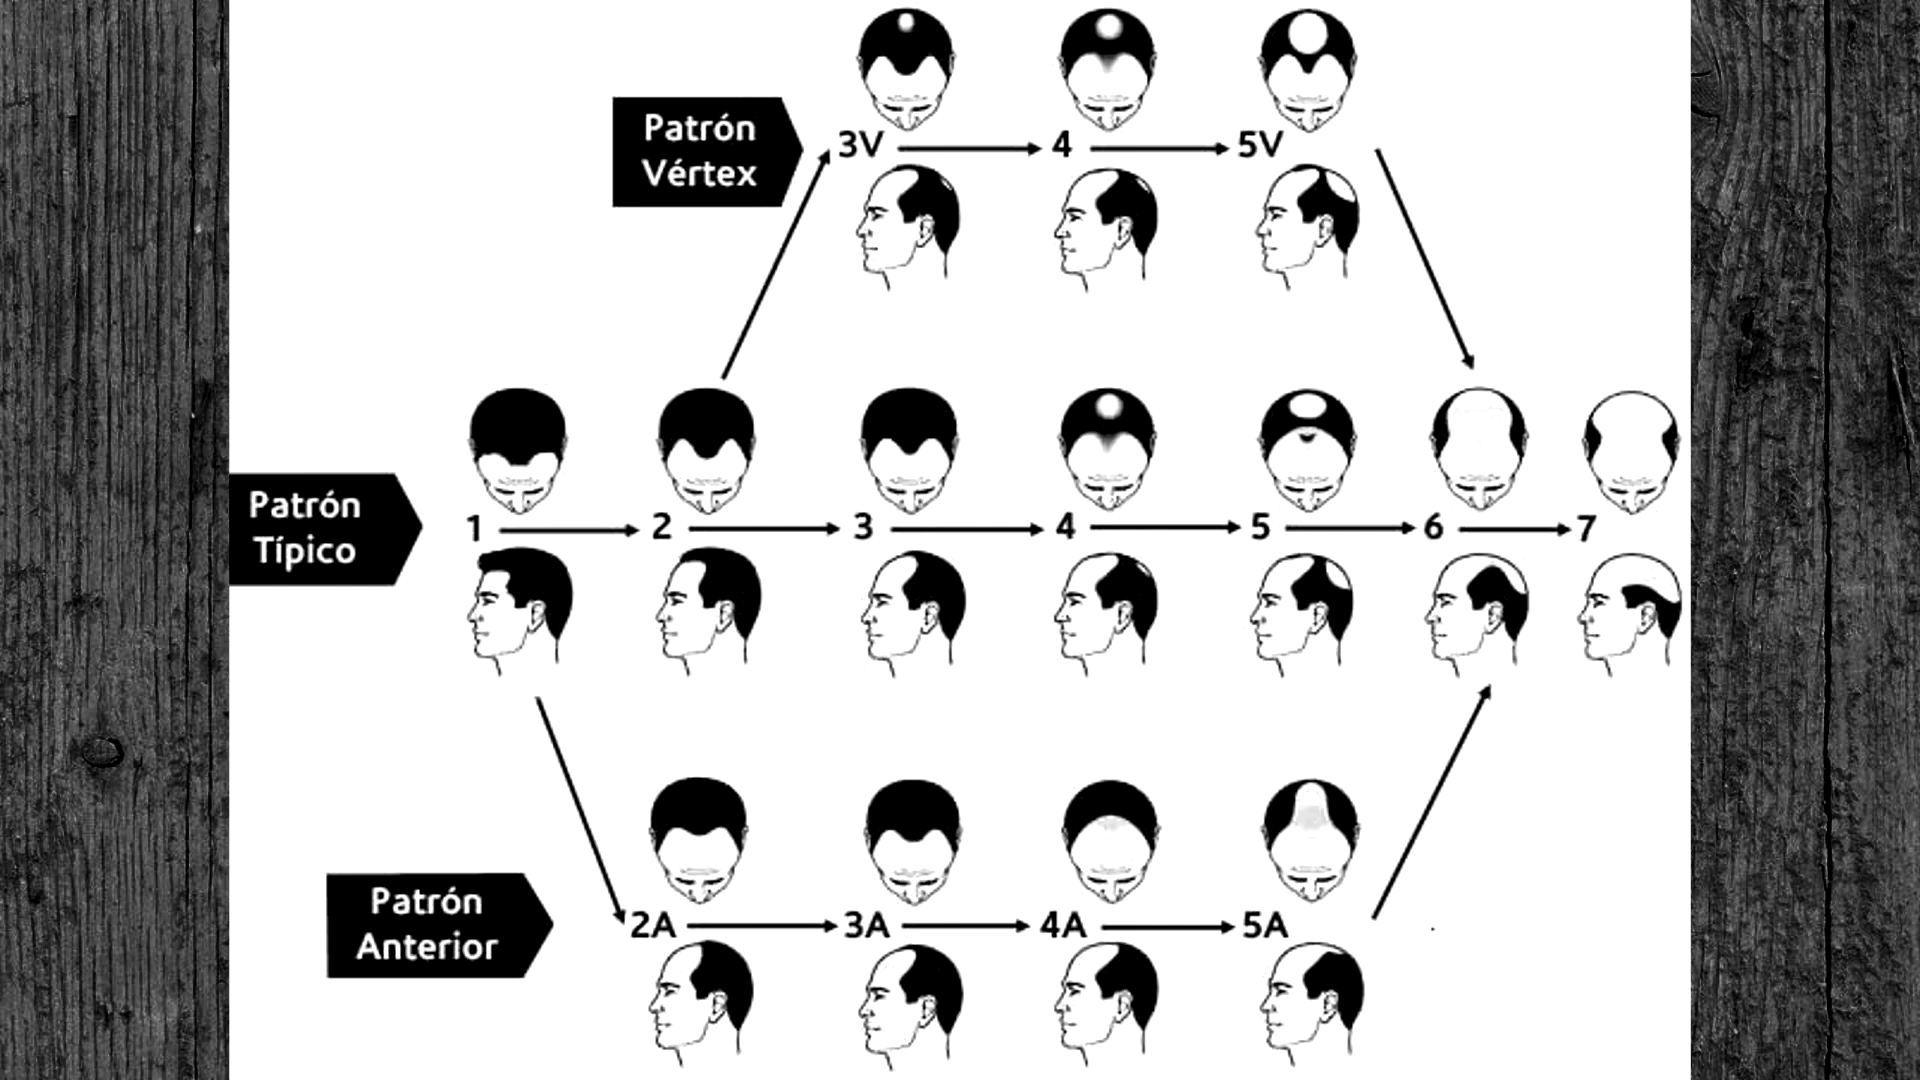 Patrón
Vértex
3V
4
5V
Patrón
Típico
1
2
3
4
5
6
7
Patrón
Anterior
2A
3A
4A
5A